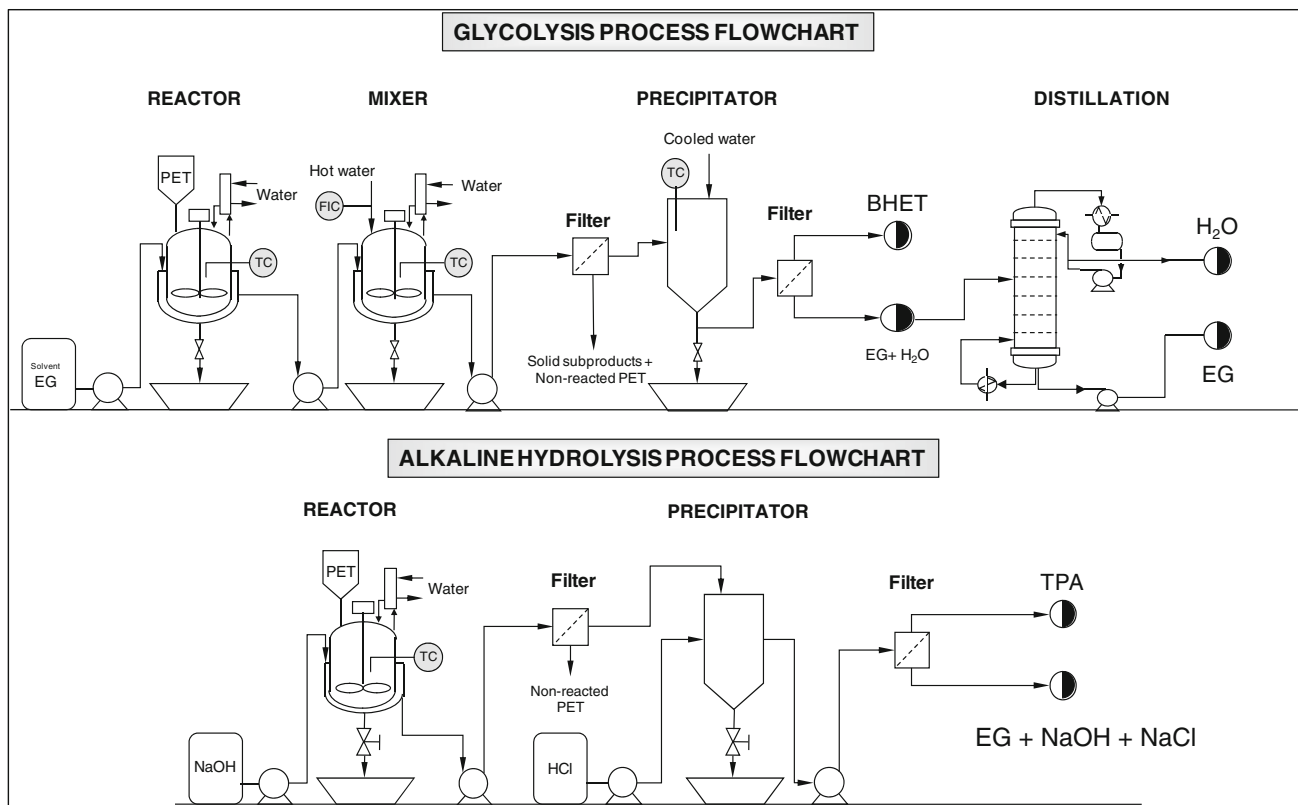 GLYCOLYSIS PROCESS FLOWCHART
REACTOR
MIXER
PRECIPITATOR
DISTILLATION
PET
Water
TC
Solvent
EG
Hot water
FIC
Water
TC
Filter
Solid subproducts +
Non-reacted PET
Cooled water
TC
Filter
BHET
EG+ H₂O
H₂O
EG
ALKALINE HYDROLYSIS PROCESS FLOWCHART
REACTOR
PRECIPITATOR
PET
Water
TC
NaOH
Filter
Non-reacted
PET
HCl
Filter
TPA
EG + NaOH + NaCl